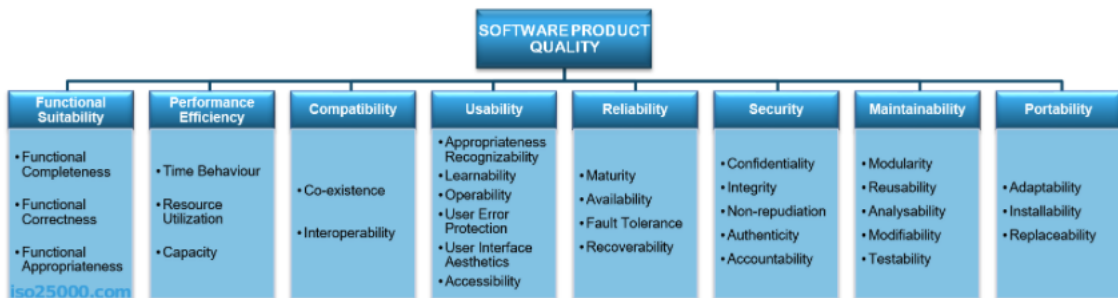 SOFTWARE PRODUCT
QUALITY
Functional
Suitability
• Functional
Completeness
• Functional
Correctness
• Functional
Appropriateness
Performance
Efficiency
• Time Behaviour
• Resource
Utilization
• Capacity
Compatibility
• Co-existence
• Interoperability
Usability
• Appropriateness
Recognizability
• Learnability
• Operability
• User Error
Protection
• User Interface
Aesthetics
• Accessibility
Reliability
• Maturity
• Availability
• Fault Tolerance
• Recoverability
Security
• Confidentiality
• Integrity
• Non-repudiation
• Authenticity
• Accountability
Maintainability
• Modularity
• Reusability
• Analysability
• Modifiability
• Testability
Portability
• Adaptability
• Installability
• Replaceability
iso25000.com